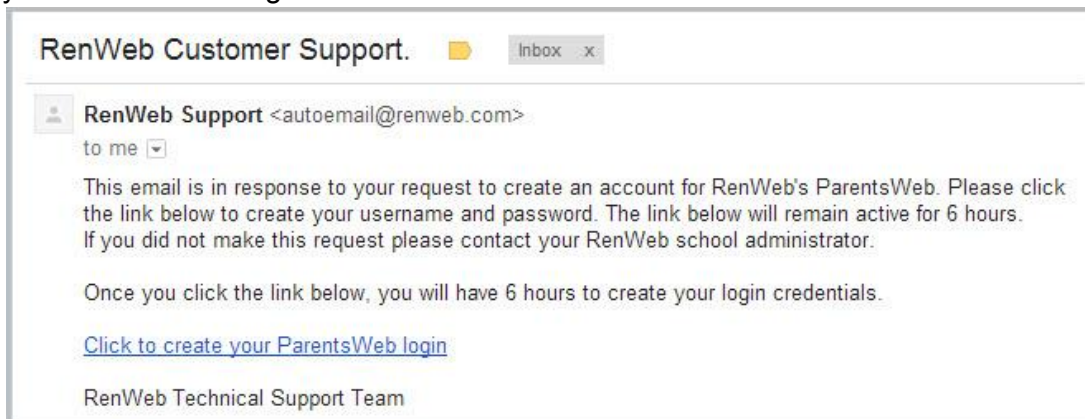 RenWeb Customer Support. Inbox x
RenWeb Support <autoemail@renweb.com>
to me
This email is in response to your request to create an account for RenWeb's ParentsWeb. Please click
the link below to create your username and password. The link below will remain active for 6 hours.
If you did not make this request please contact your RenWeb school administrator.
Once you click the link below, you will have 6 hours to create your login credentials.
Click to create your ParentsWeb login
RenWeb Technical Support Team